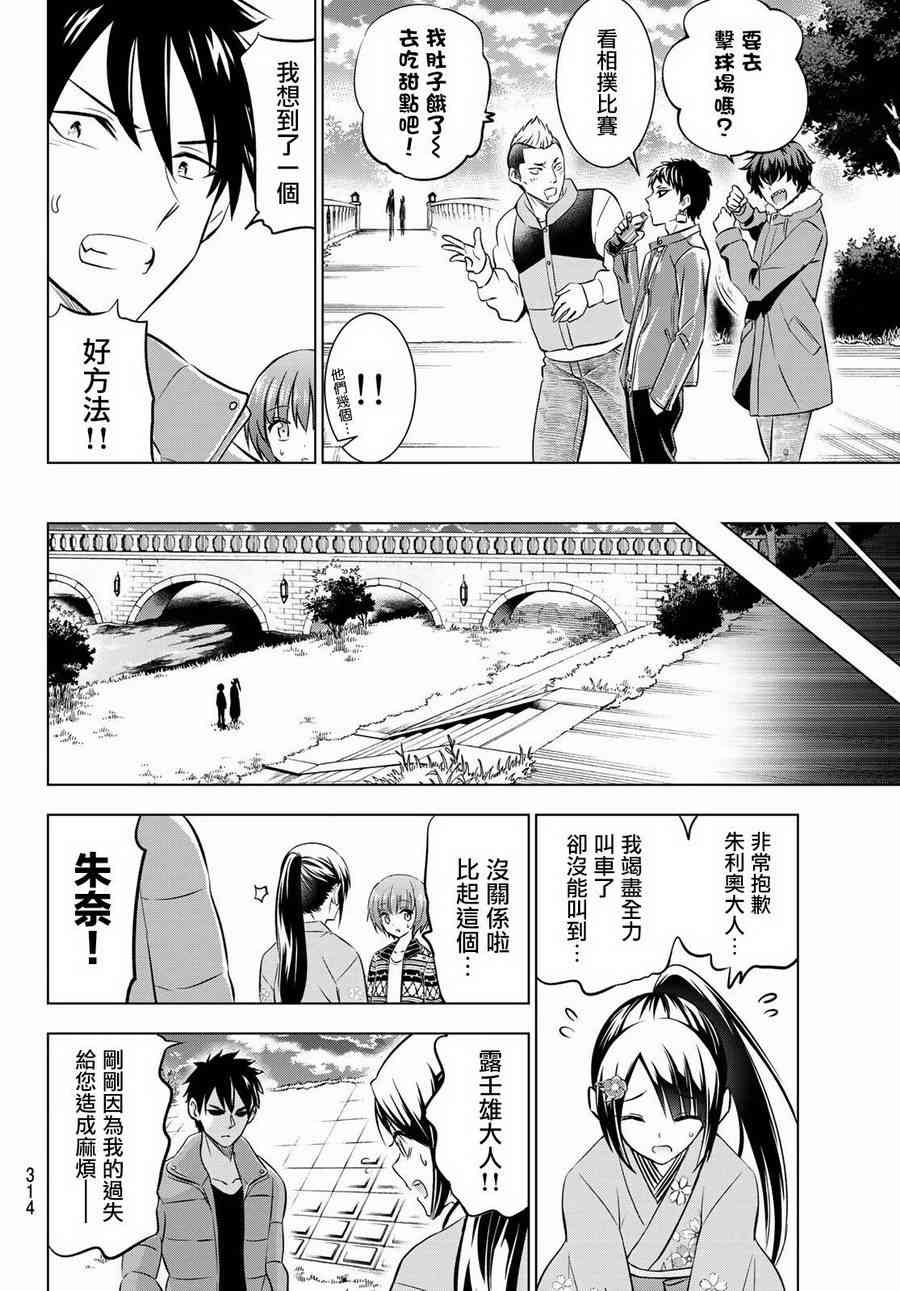 要去
擊球場嗎?
看相撲比賽
我肚子餓了~
去吃甜點吧!
!!
他們幾個…
我想到了一個
好方法!!
非常抱歉
朱利奧大人…
我竭盡全力
叫車了
卻沒能叫到…
沒關係啦
比起這個…
朱奈!
露壬雄大人!!
剛剛因為我的過失
給您造成麻煩——
314